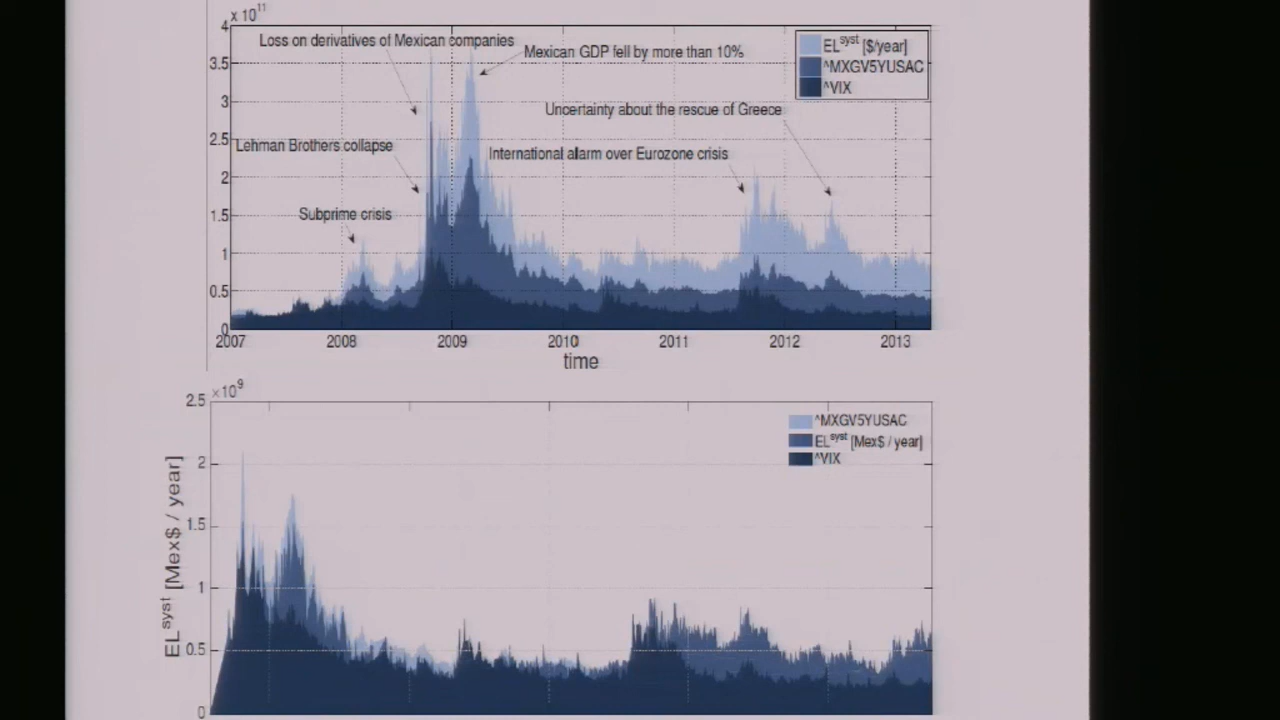 4 x 10^11
Loss on derivatives of Mexican companies
Mexican GDP fell by more than 10%
EL^syst [$/year]
^MXGV5YUSAC
^VIX
3.5
3
Uncertainty about the rescue of Greece
2.5
Lehman Brothers collapse
International alarm over Eurozone crisis
2
Subprime crisis
1.5
1
0.5
0
2007 2008 2009 2010 2011 2012 2013
time
×10^9
2.5
^MXGV5YUSAC
EL^syst [Mex$ / year]
^VIX
2
1.5
1
0.5
0
EL^syst [Mex$ / year]